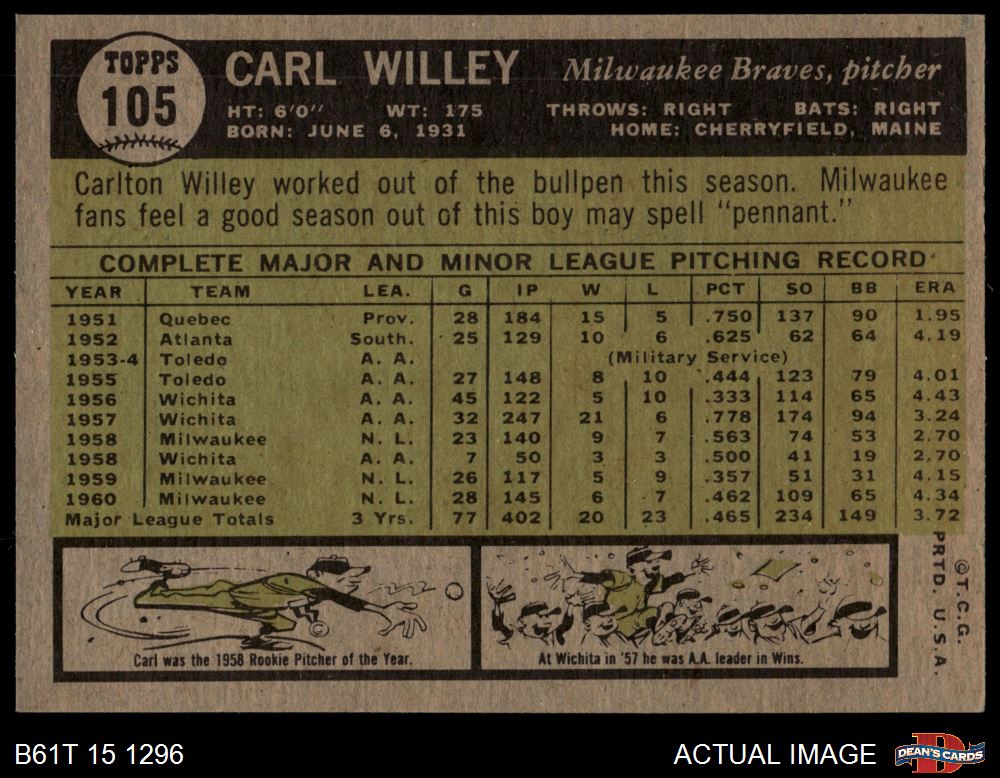 TOPPS
105
CARL WILLEY
Milwaukee Braves, pitcher
HT: 6'0" WT: 175 THROWS: RIGHT BATS: RIGHT
BORN: JUNE 6, 1931 HOME: CHERRYFIELD, MAINE
Carlton Willey worked out of the bullpen this season. Milwaukee
fans feel a good season out of this boy may spell "pennant."
COMPLETE MAJOR AND MINOR LEAGUE PITCHING RECORD
YEAR TEAM LEA. G IP W L PCT SO BB ERA
1951 Quebec Prov. 28 184 15 5 .750 137 90 1.95
1952 Atlanta South. 25 129 10 6 .625 62 64 4.19
1953-4 Toledo A. A. (Military Service)
1955 Toledo A. A. 27 148 8 10 .444 123 79 4.01
1956 Wichita A. A. 45 122 5 10 .333 114 65 4.43
1957 Wichita A. A. 32 247 21 6 .778 174 94 3.24
1958 Milwaukee N. L. 23 140 9 7 .563 74 53 2.70
1958 Wichita A. A. 7 50 3 3 .500 41 19 2.70
1959 Milwaukee N. L. 26 117 5 9 .357 51 31 4.15
1960 Milwaukee N. L. 28 145 6 7 .462 109 65 4.34
Major League Totals 3 Yrs. 77 402 20 23 .465 234 149 3.72
Carl was the 1958 Rookie Pitcher of the Year.
At Wichita in '57 he was A.A. leader in Wins.
©T.C.G.
PRTD. U.S.A.
B61T 15 1296
ACTUAL IMAGE
DEAN'S CARDS